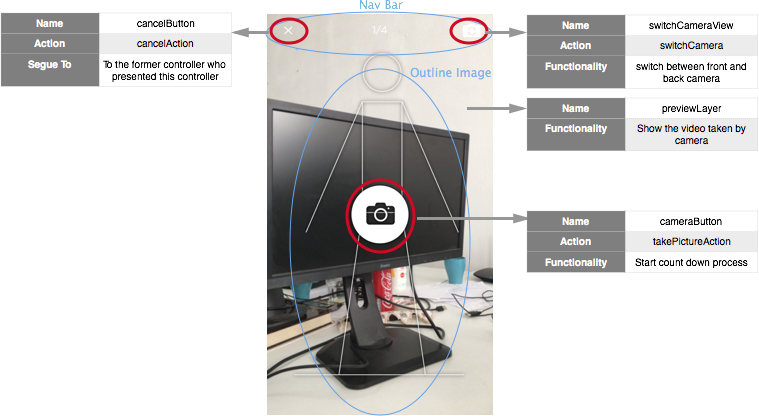 Nav Bar
Name cancelButton
Action cancelAction
Segue To To the former controller who
presented this controller
1/4
Name switchCameraView
Action switchCamera
Functionality switch between front and
back camera
Outline Image
Name previewLayer
Functionality Show the video taken by
camera
Name cameraButton
Action takePictureAction
Functionality Start count down process
Coca-Cola